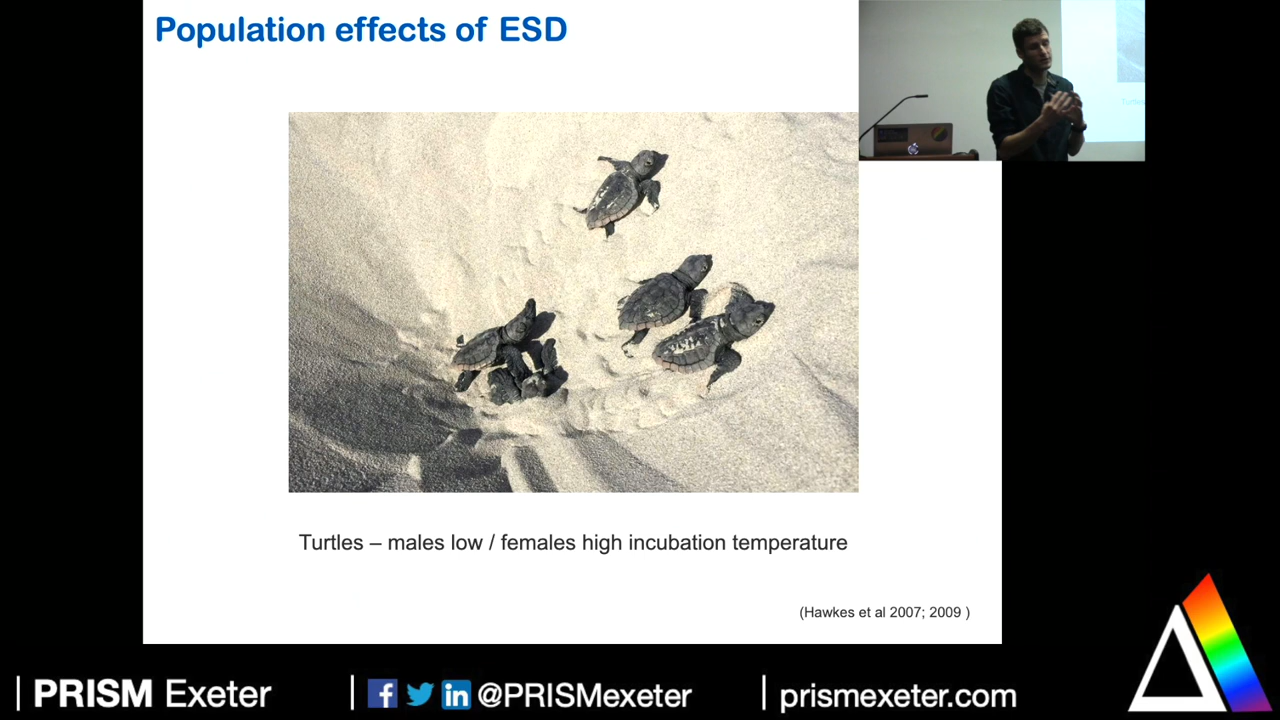 Population effects of ESD
Turtles – males low / females high incubation temperature
(Hawkes et al 2007; 2009 )
| PRISM Exeter
| @PRISMexeter
| prismexeter.com